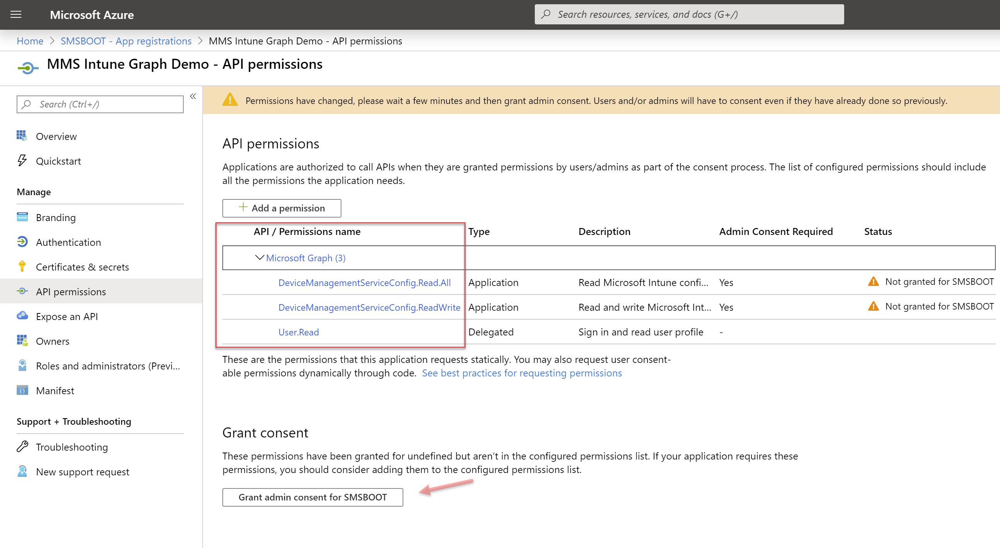 Microsoft Azure
Search resources, services, and docs (G+/)
Home > SMSBOOT - App registrations > MMS Intune Graph Demo - API permissions
MMS Intune Graph Demo - API permissions
Search (Ctrl+/)
«
Overview
Quickstart
Manage
Branding
Authentication
Certificates & secrets
API permissions
Expose an API
Owners
Roles and administrators (Previ...
Manifest
Support + Troubleshooting
Troubleshooting
New support request
Permissions have changed, please wait a few minutes and then grant admin consent. Users and/or admins will have to consent even if they have already done so previously.
API permissions
Applications are authorized to call APIs when they are granted permissions by users/admins as part of the consent process. The list of configured permissions should include
all the permissions the application needs.
+ Add a permission
API / Permissions name Type Description Admin Consent Required Status
Microsoft Graph (3)
DeviceManagementServiceConfig.Read.All Application Read Microsoft Intune confi... Yes Not granted for SMSBOOT
DeviceManagementServiceConfig.ReadWrite Application Read and write Microsoft Int... Yes Not granted for SMSBOOT
User.Read Delegated Sign in and read user profile -
These are the permissions that this application requests statically. You may also request user consent-
able permissions dynamically through code. See best practices for requesting permissions
Grant consent
These permissions have been granted for undefined but aren’t in the configured permissions list. If your application requires these
permissions, you should consider adding them to the configured permissions list.
Grant admin consent for SMSBOOT